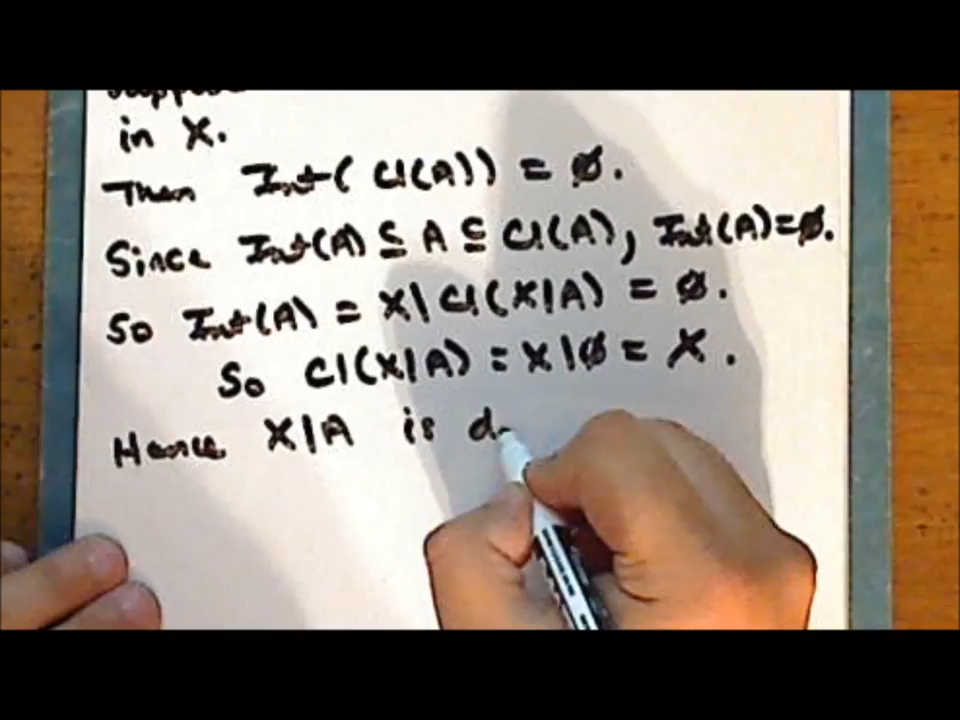 in X.
Then Int(Cl(A)) = ∅.
Since Int(A) ⊆ A ⊆ Cl(A), Int(A)=∅.
So Int(A) = X|Cl(X|A) = ∅.
So Cl(X|A) = X|∅ = X.
Hence X|A is